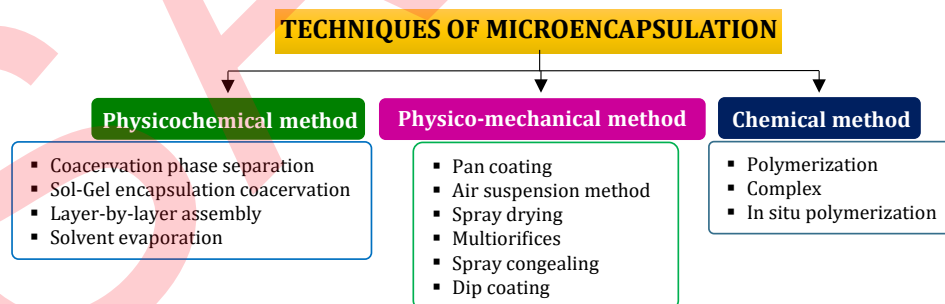 TECHNIQUES OF MICROENCAPSULATION
Physicochemical method
▪ Coacervation phase separation
▪ Sol-Gel encapsulation coacervation
▪ Layer-by-layer assembly
▪ Solvent evaporation
Physico-mechanical method
▪ Pan coating
▪ Air suspension method
▪ Spray drying
▪ Multiorifices
▪ Spray congealing
▪ Dip coating
Chemical method
▪ Polymerization
▪ Complex
▪ In situ polymerization